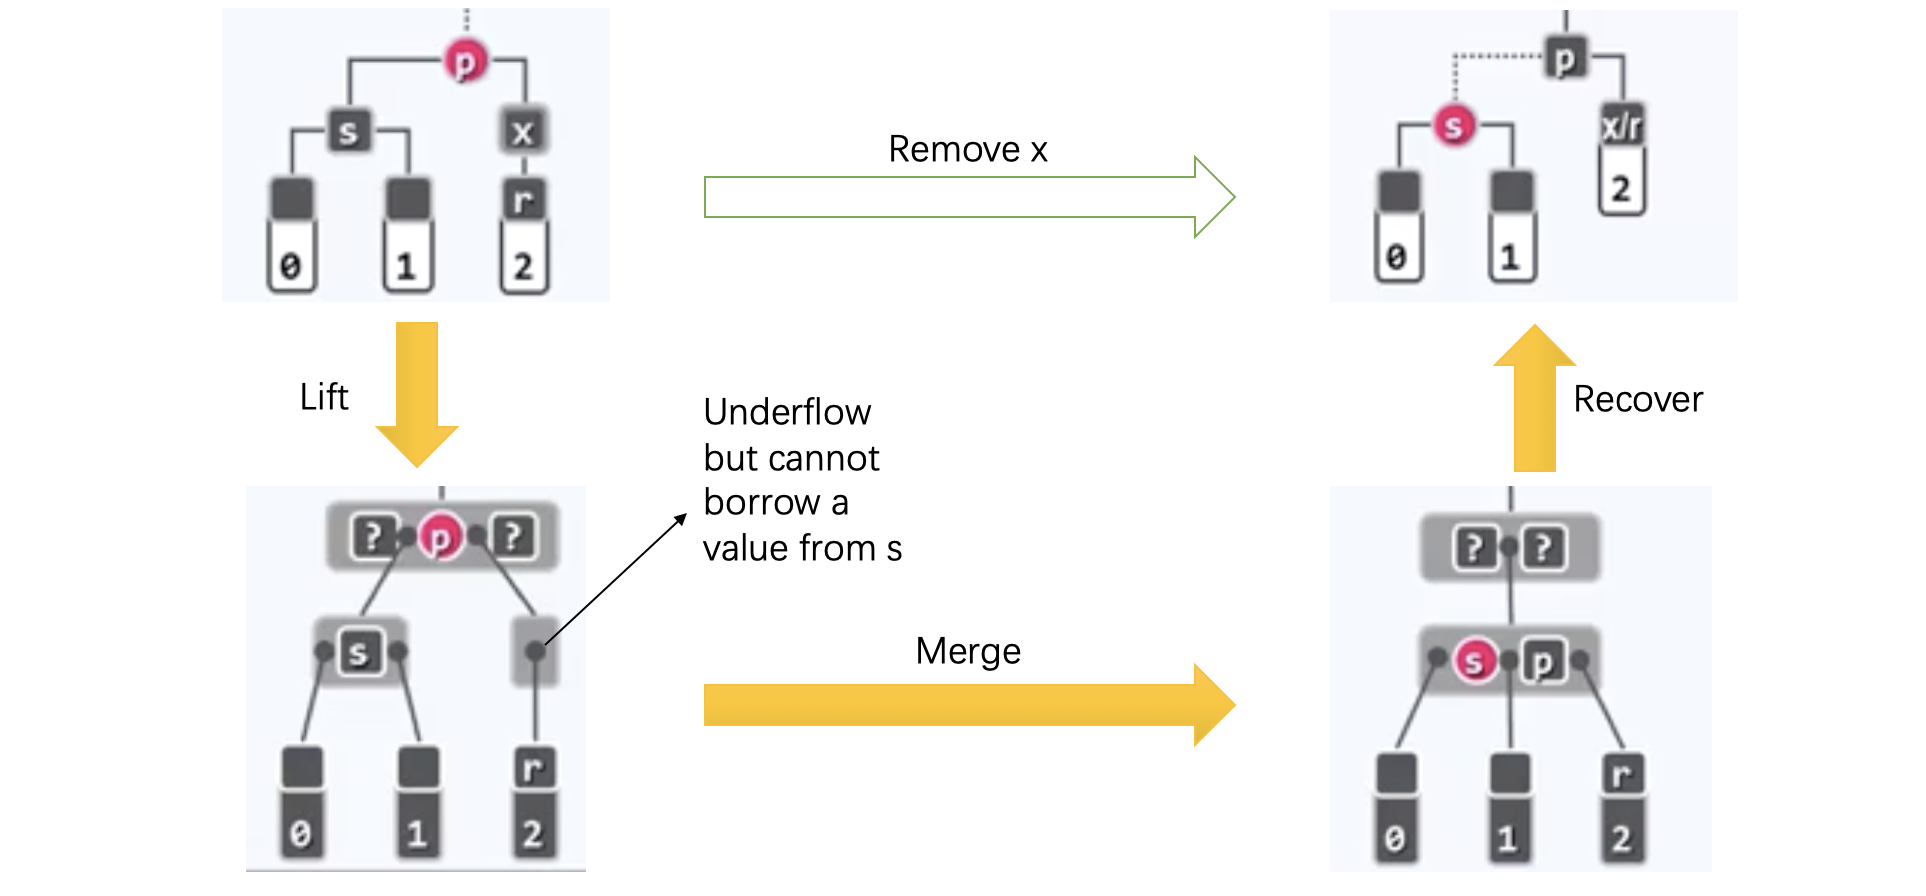 p
s
x
r
0
1
2
Remove x
p
s
x/r
0
1
2
Lift
Recover
Underflow
but cannot
borrow a
value from s
? p ?
s
r
0
1
2
Merge
? ?
s p
r
0
1
2